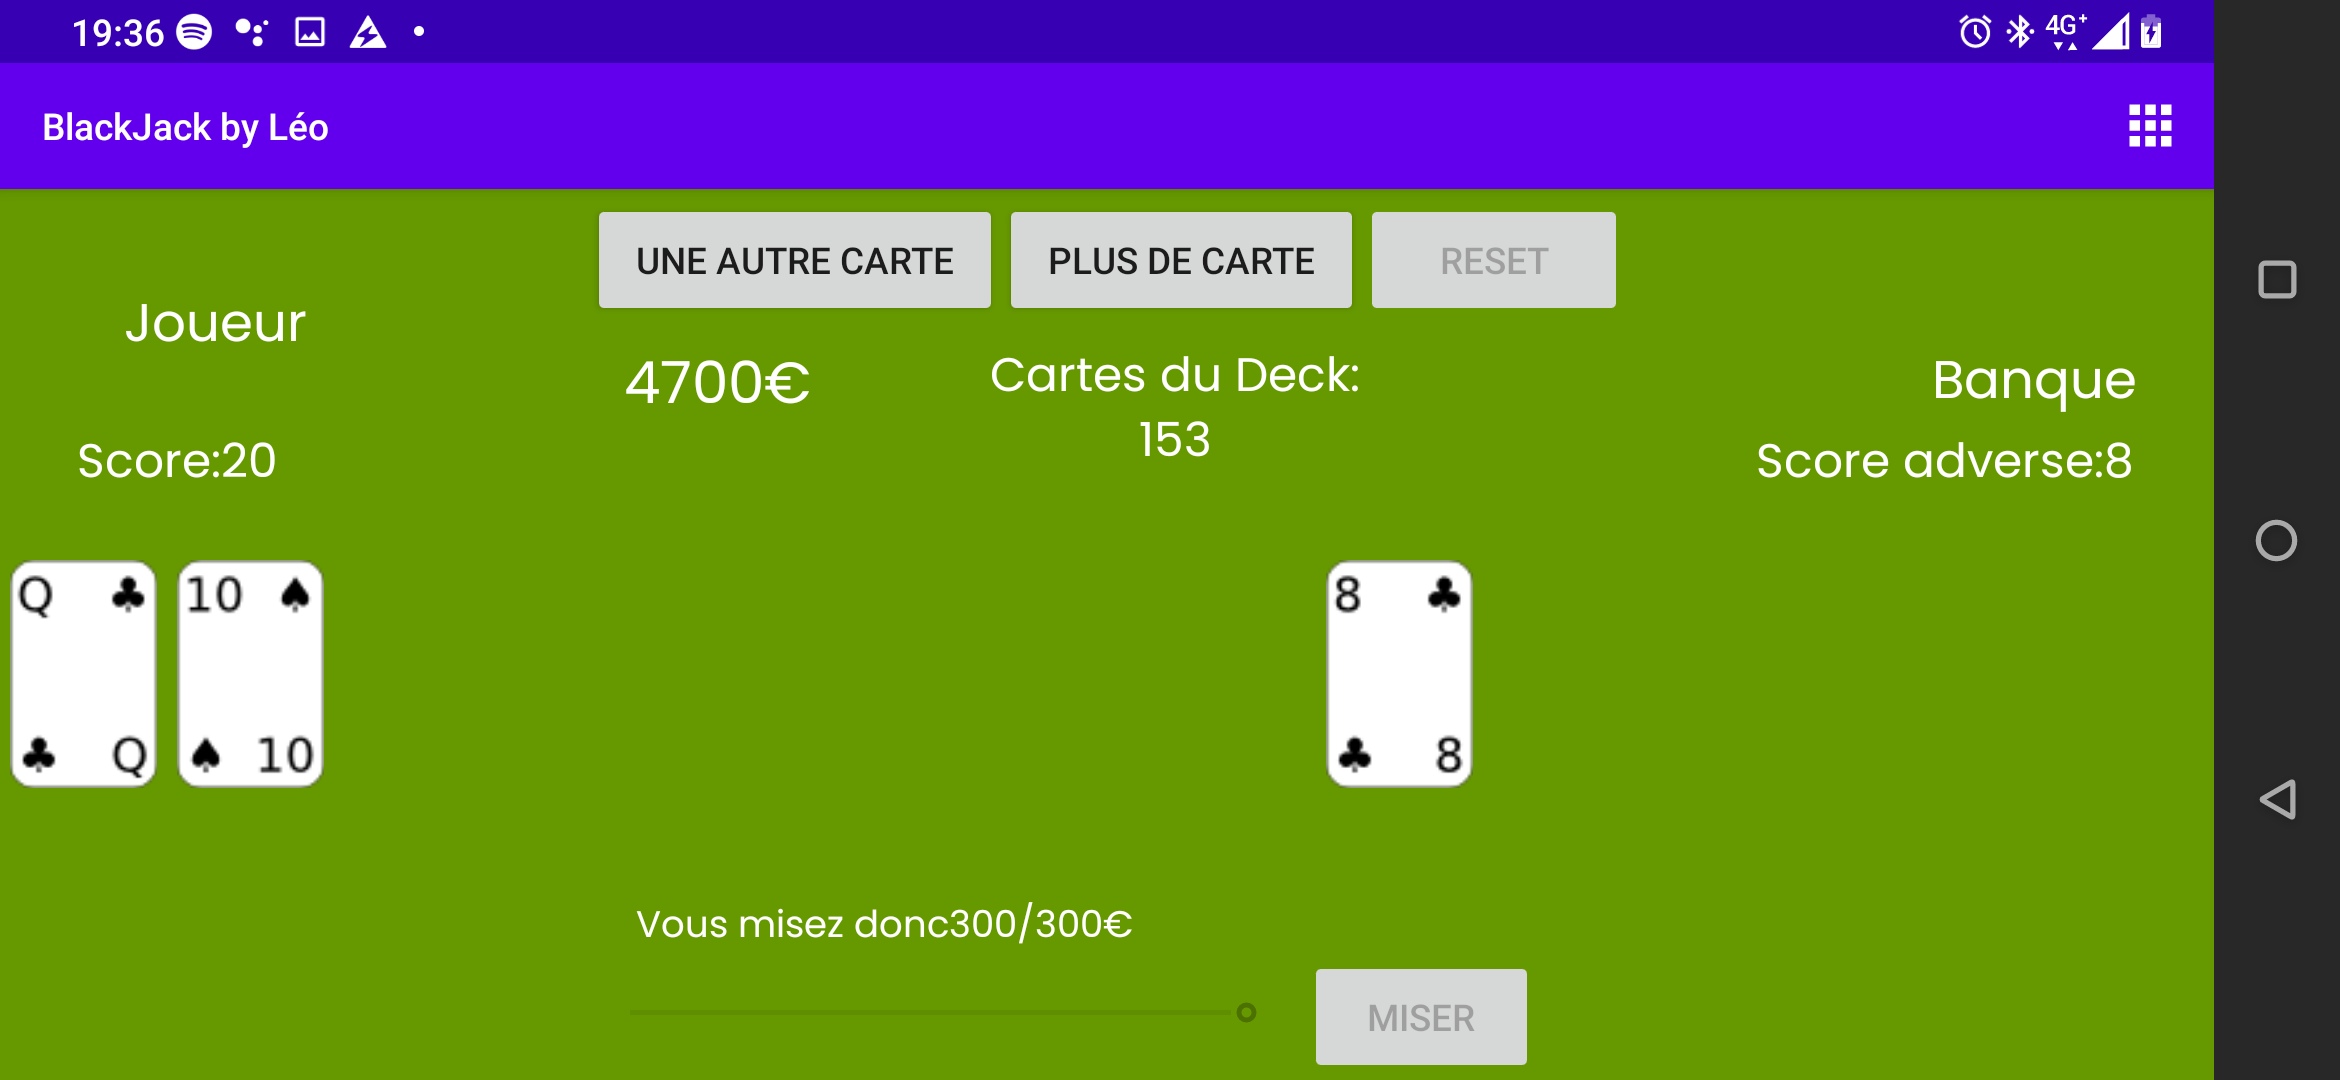 19:36
4G+
BlackJack by Léo
UNE AUTRE CARTE
PLUS DE CARTE
RESET
Joueur
4700€
Cartes du Deck:
153
Banque
Score:20
Score adverse:8
Q
Q
10
10
8
8
Vous misez donc300/300€
MISER